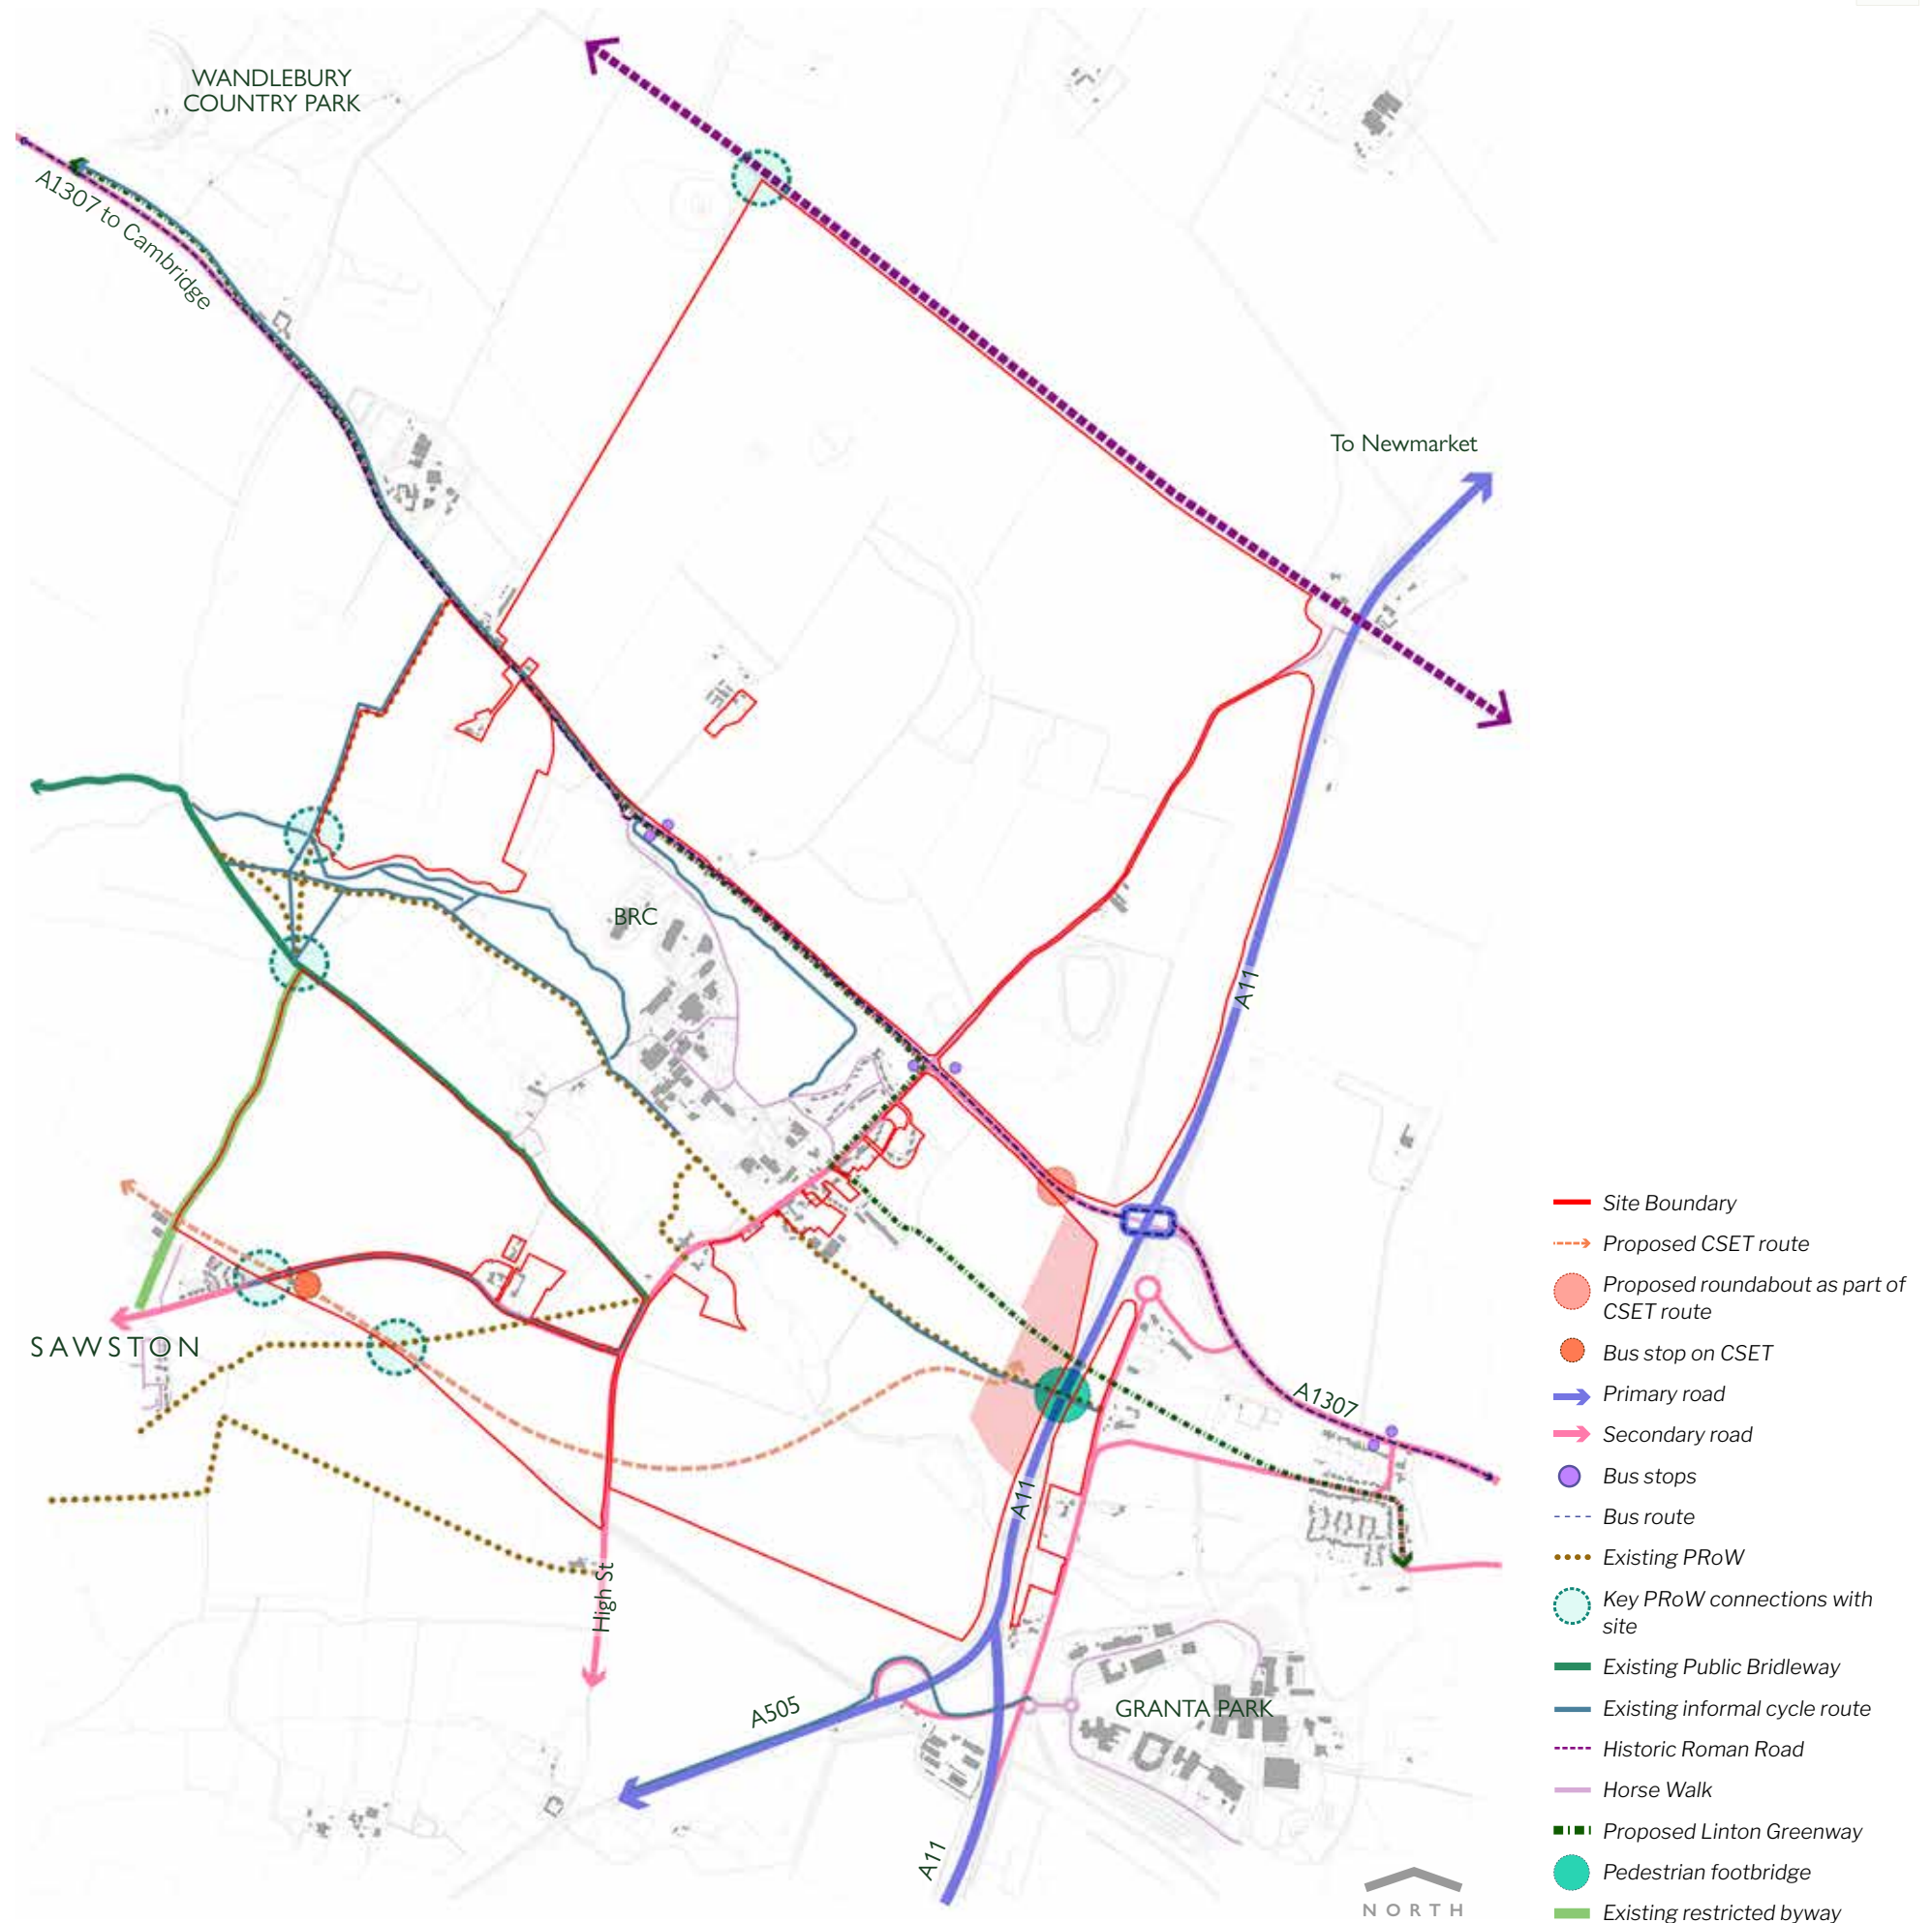 WANDLEBURY
COUNTRY PARK
A1307 to Cambridge
To Newmarket
BRC
A11
SAWSTON
A1307
A11
High St
A505
GRANTA PARK
A11
NORTH
Site Boundary
Proposed CSET route
Proposed roundabout as part of
CSET route
Bus stop on CSET
Primary road
Secondary road
Bus stops
Bus route
Existing PRoW
Key PRoW connections with
site
Existing Public Bridleway
Existing informal cycle route
Historic Roman Road
Horse Walk
Proposed Linton Greenway
Pedestrian footbridge
Existing restricted byway